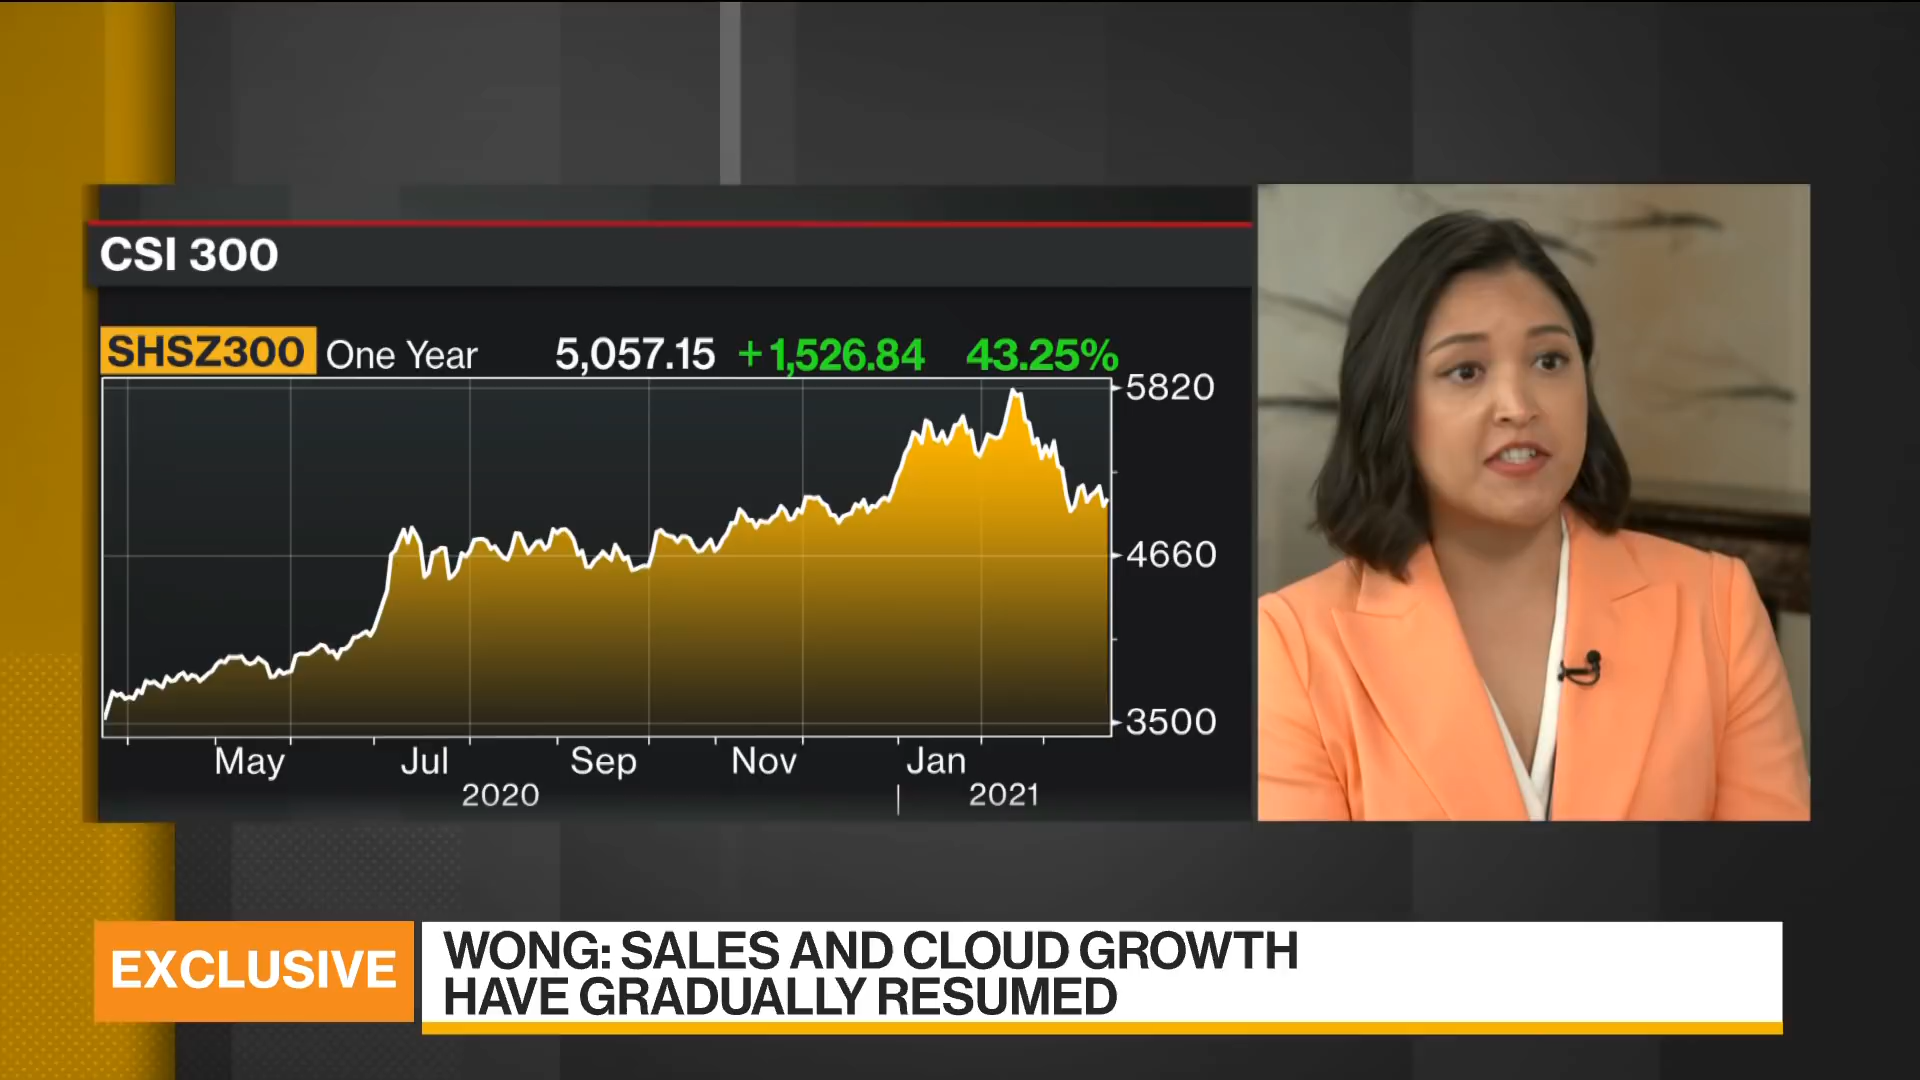 CSI 300
SHSZ300 One Year 5,057.15 +1,526.84 43.25%
5820
4660
3500
May Jul Sep Nov Jan
2020 2021
EXCLUSIVE
WONG: SALES AND CLOUD GROWTH
HAVE GRADUALLY RESUMED